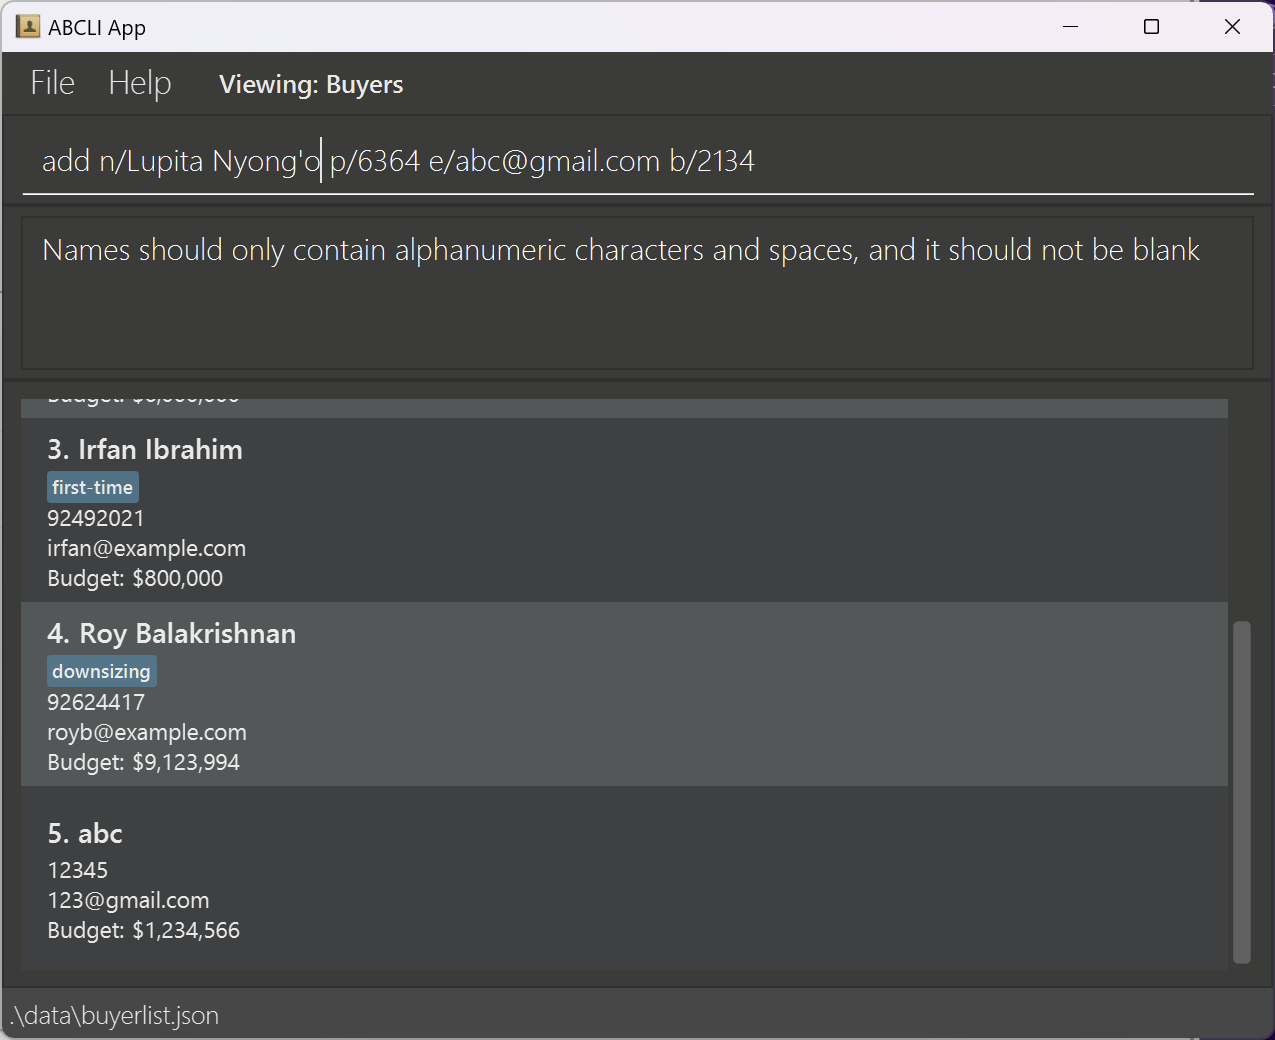 ABCLI App
File Help Viewing: Buyers
add n/Lupita Nyong'o p/6364 e/abc@gmail.com b/2134
Names should only contain alphanumeric characters and spaces, and it should not be blank
3. Irfan Ibrahim
first-time
92492021
irfan@example.com
Budget: $800,000
4. Roy Balakrishnan
downsizing
92624417
royb@example.com
Budget: $9,123,994
5. abc
12345
123@gmail.com
Budget: $1,234,566
.\data\buyerlist.json